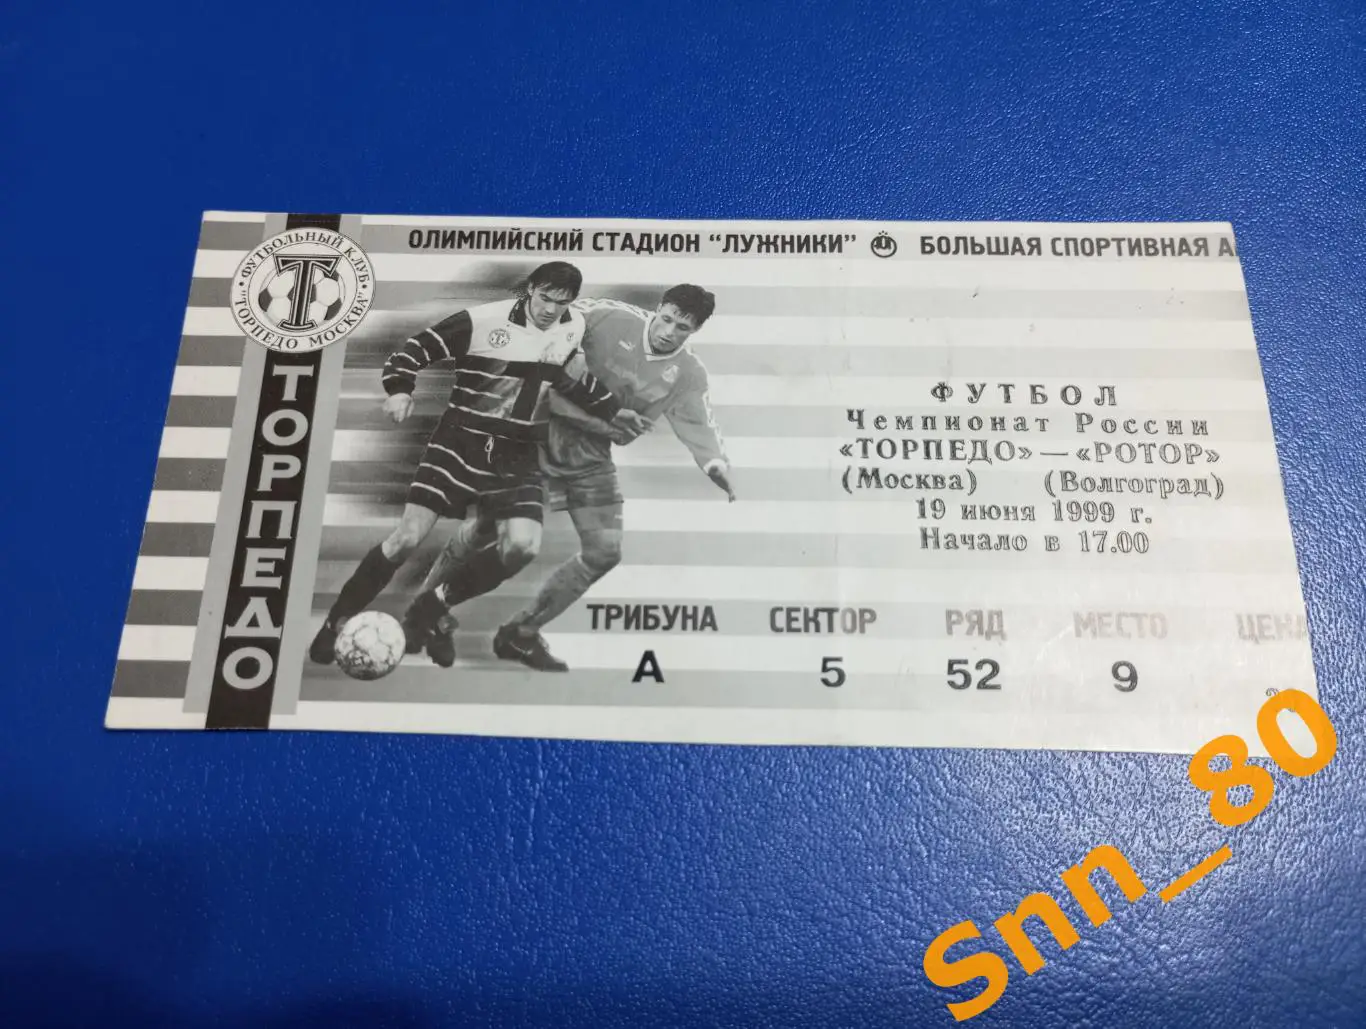 ОЛИМПИЙСКИЙ СТАДИОН "ЛУЖНИКИ" БОЛЬШАЯ СПОРТИВНАЯ А
ФУТБОЛЬНЫЙ КЛУБ
"ТОРПЕДО МОСКВА"
ТОРПЕДО
ФУТБОЛ
Чемпионат России
«ТОРПЕДО» — «РОТОР»
(Москва) (Волгоград)
19 июня 1999 г.
Начало в 17.00
ТРИБУНА СЕКТОР РЯД МЕСТО ЦЕНА
А 5 52 9
Snn_80